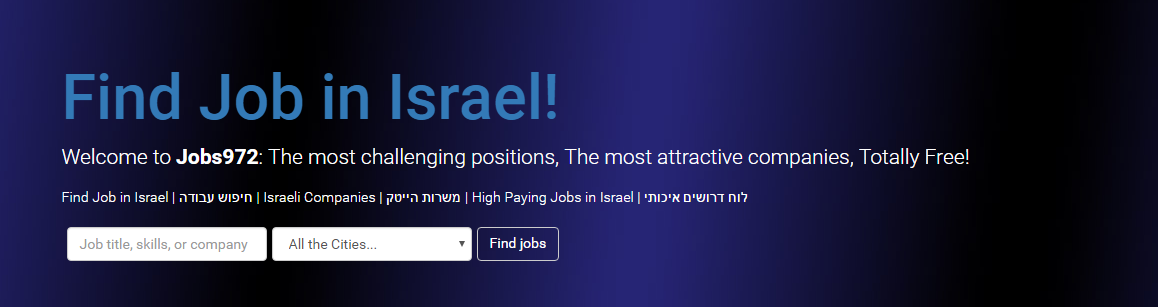 Find Job in Israel!
Welcome to Jobs972: The most challenging positions, The most attractive companies, Totally Free!
Find Job in Israel | חיפוש עבודה | Israeli Companies | משרות הייטק | High Paying Jobs in Israel | לוח דרושים איכותי
Job title, skills, or company All the Cities... Find jobs